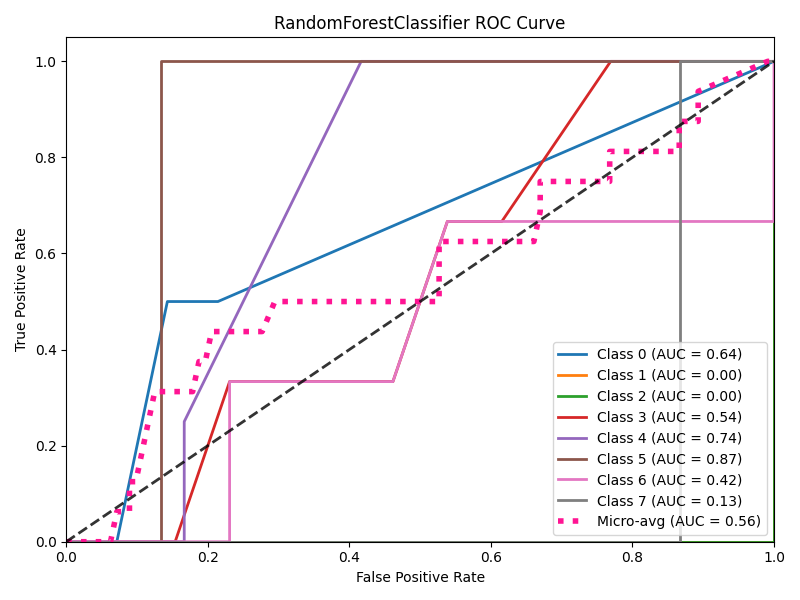 RandomForestClassifier ROC Curve
True Positive Rate
1.0
0.8
0.6
0.4
0.2
0.0
0.0 0.2 0.4 0.6 0.8 1.0
False Positive Rate
Class 0 (AUC = 0.64)
Class 1 (AUC = 0.00)
Class 2 (AUC = 0.00)
Class 3 (AUC = 0.54)
Class 4 (AUC = 0.74)
Class 5 (AUC = 0.87)
Class 6 (AUC = 0.42)
Class 7 (AUC = 0.13)
Micro-avg (AUC = 0.56)